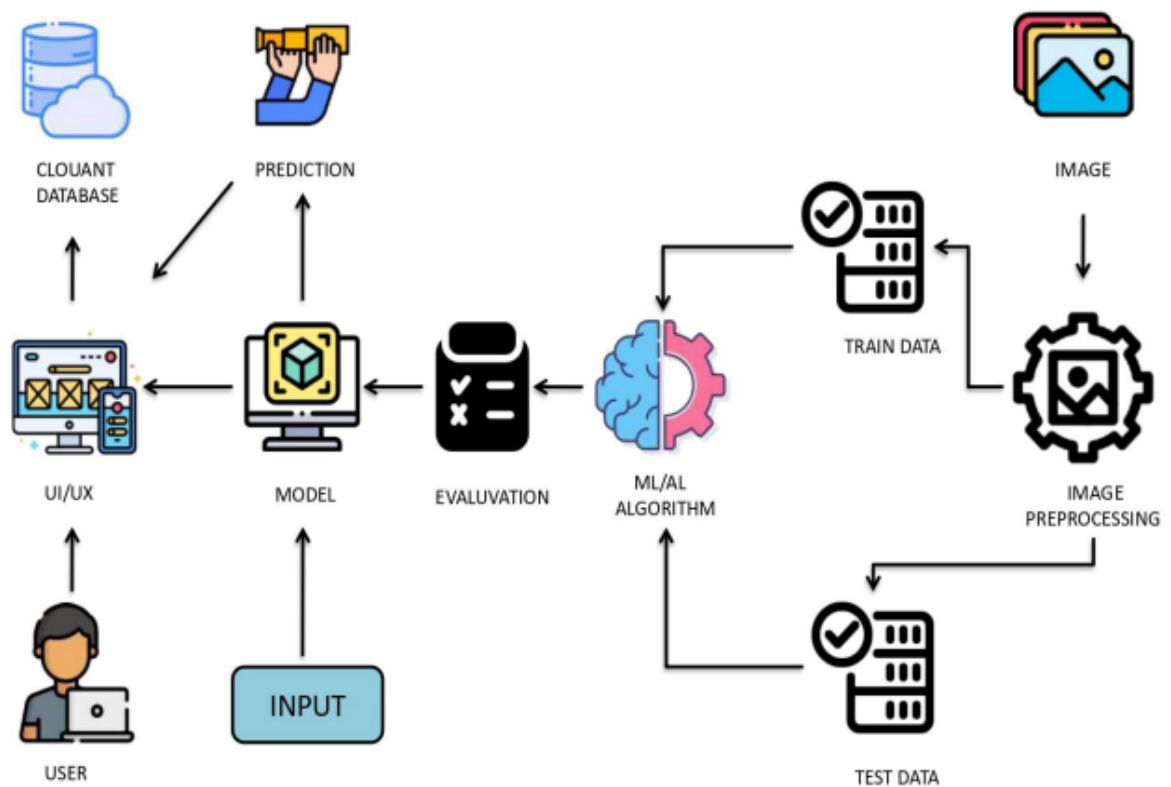 CLOUANT
DATABASE
PREDICTION
IMAGE
TRAIN DATA
UI/UX
MODEL
EVALUVATION
ML/AL
ALGORITHM
IMAGE
PREPROCESSING
INPUT
USER
TEST DATA